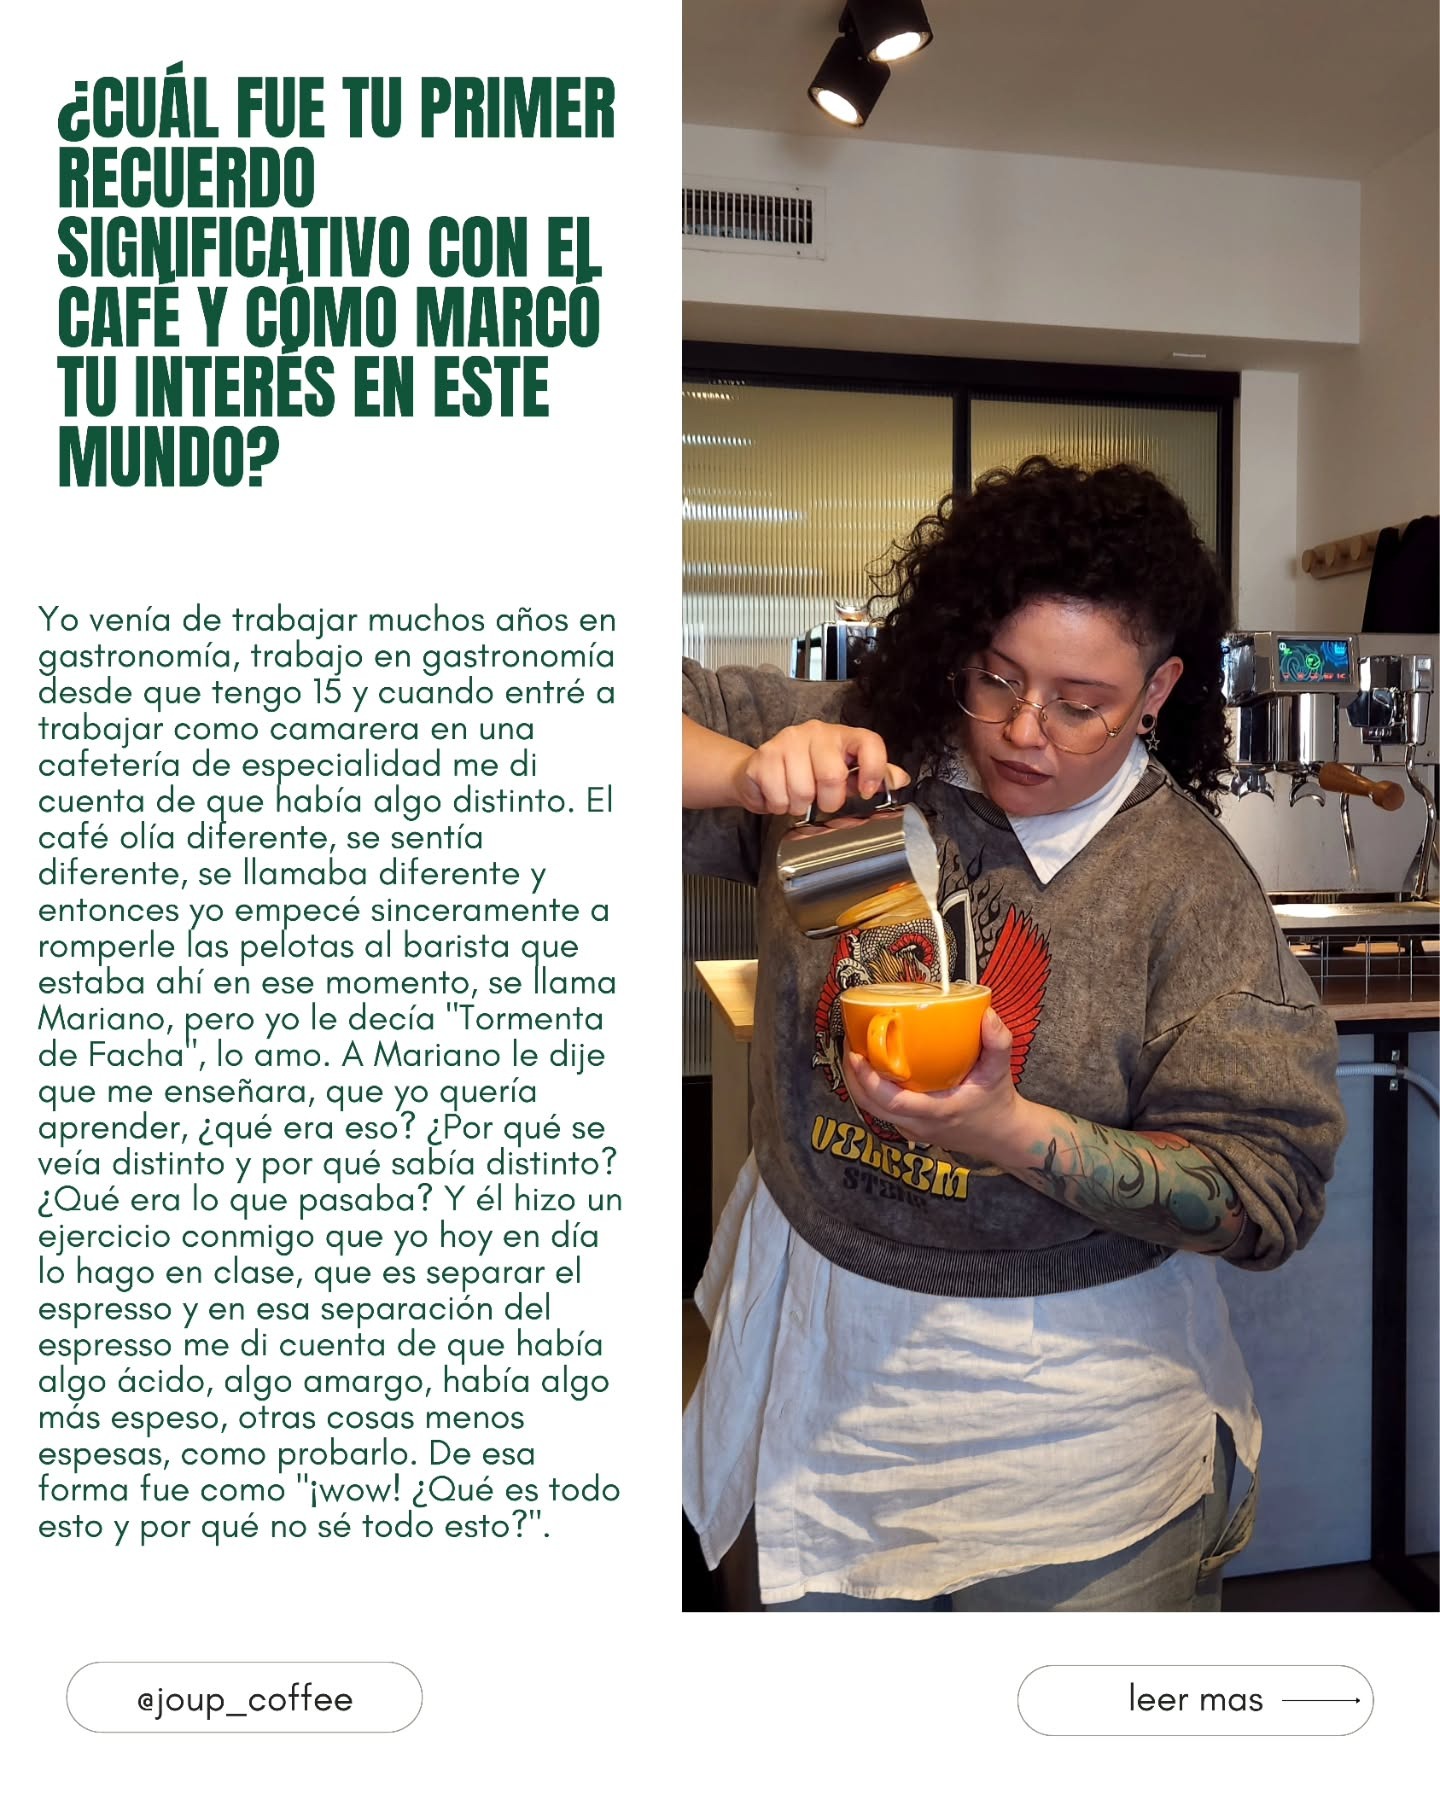 ¿CUÁL FUE TU PRIMER
RECUERDO
SIGNIFICATIVO CON EL
CAFÉ Y CÓMO MARCÓ
TU INTERÉS EN ESTE
MUNDO?
Yo venía de trabajar muchos años en
gastronomía, trabajo en gastronomía
desde que tengo 15 y cuando entré a
trabajar como camarera en una
cafetería de especialidad me di
cuenta de que había algo distinto. El
café olía diferente, se sentía
diferente, se llamaba diferente y
entonces yo empecé sinceramente a
romperle las pelotas al barista que
estaba ahí en ese momento, se llama
Mariano, pero yo le decía "Tormenta
de Facha", lo amo. A Mariano le dije
que me enseñara, que yo quería
aprender, ¿qué era eso? ¿Por qué se
veía distinto y por qué sabía distinto?
¿Qué era lo que pasaba? Y él hizo un
ejercicio conmigo que yo hoy en día
lo hago en clase, que es separar el
espresso y en esa separación del
espresso me di cuenta de que había
algo ácido, algo amargo, había algo
más espeso, otras cosas menos
espesas, como probarlo. De esa
forma fue como "¡wow! ¿Qué es todo
esto y por qué no sé todo esto?".
VOLCOM
@joup_coffee
leer mas